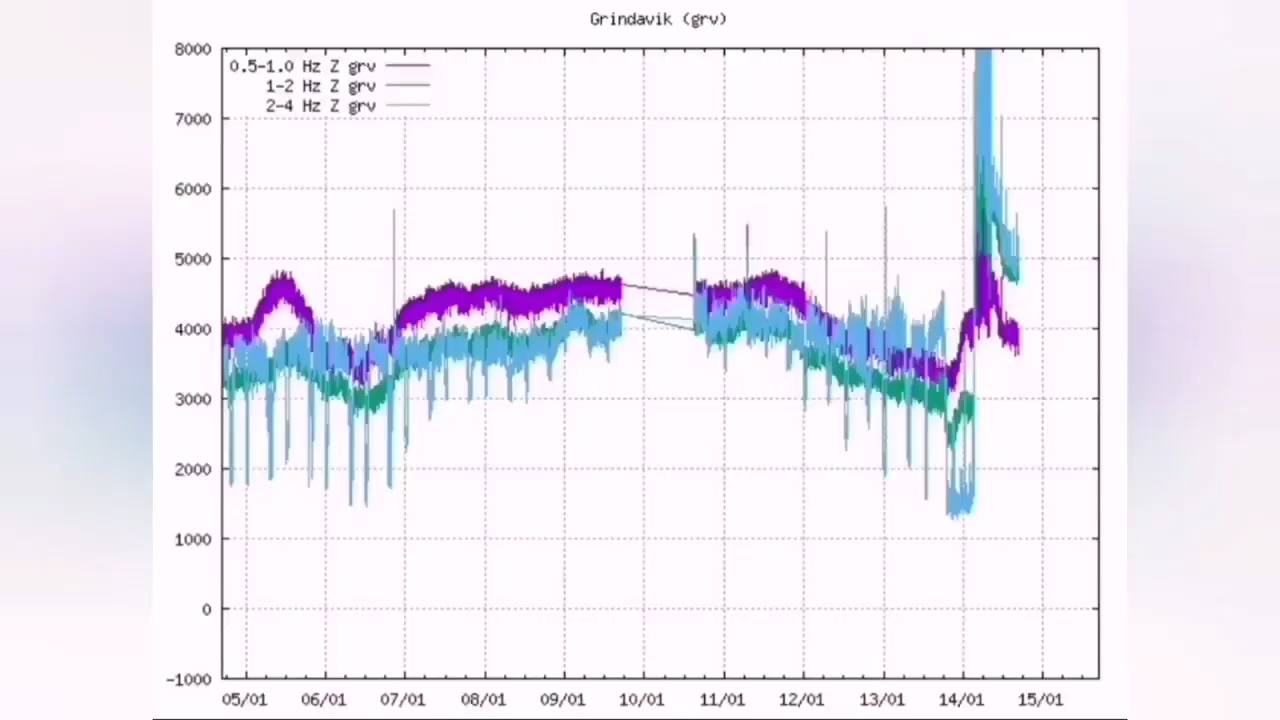 Grindavik (grv)
8000
0.5-1.0 Hz Z grv
1-2 Hz Z grv
2-4 Hz Z grv
7000
6000
5000
4000
3000
2000
1000
0
-1000
05/01 06/01 07/01 08/01 09/01 10/01 11/01 12/01 13/01 14/01 15/01